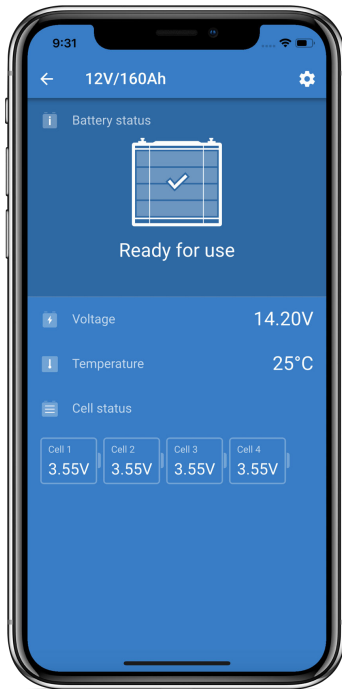 9:31
12V/160Ah
Battery status
Ready for use
Voltage 14.20V
Temperature 25°C
Cell status
Cell 1 Cell 2 Cell 3 Cell 4
3.55V 3.55V 3.55V 3.55V